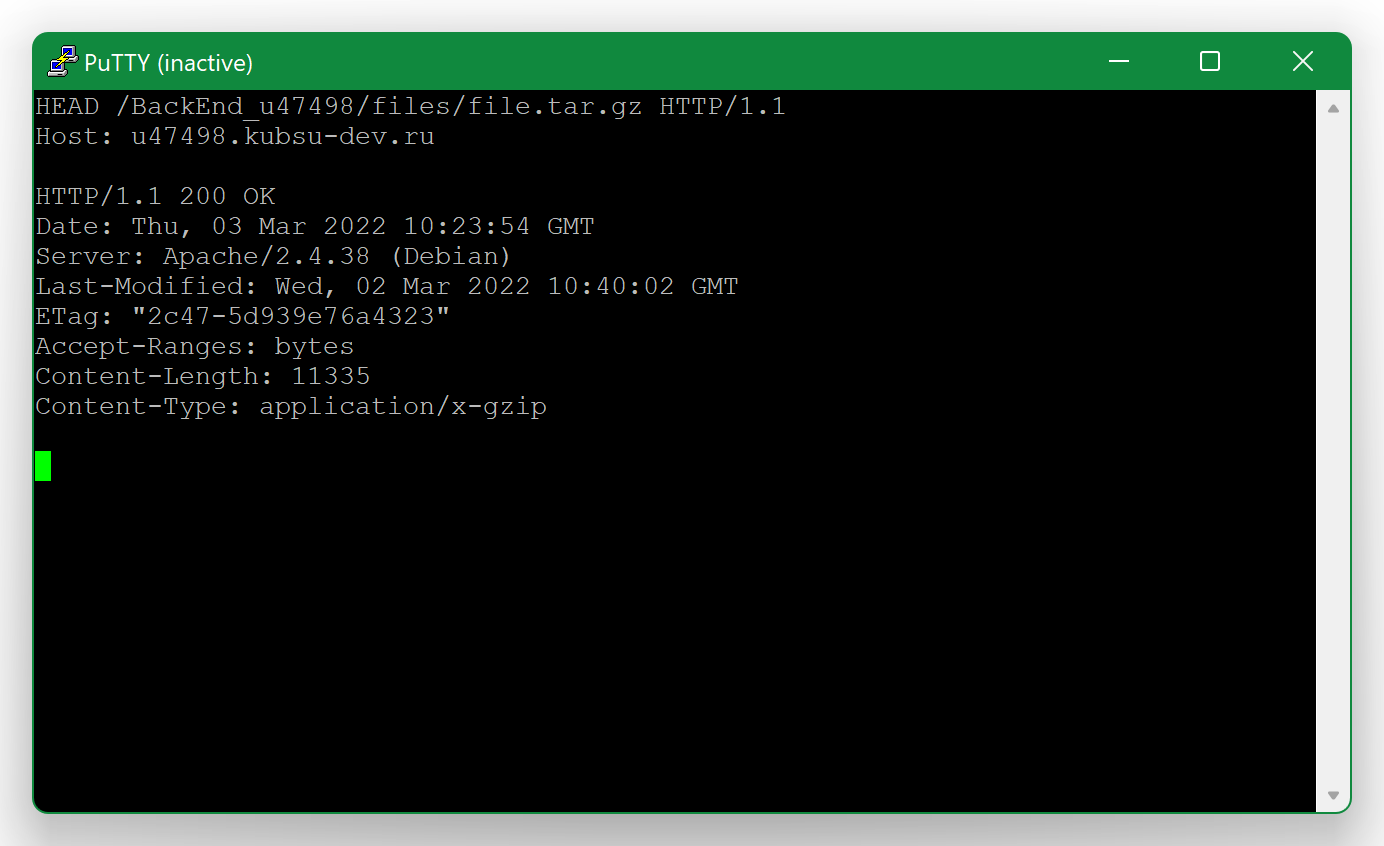 PuTTY (inactive)
HEAD /BackEnd_u47498/files/file.tar.gz HTTP/1.1
Host: u47498.kubsu-dev.ru
HTTP/1.1 200 OK
Date: Thu, 03 Mar 2022 10:23:54 GMT
Server: Apache/2.4.38 (Debian)
Last-Modified: Wed, 02 Mar 2022 10:40:02 GMT
ETag: "2c47-5d939e76a4323"
Accept-Ranges: bytes
Content-Length: 11335
Content-Type: application/x-gzip